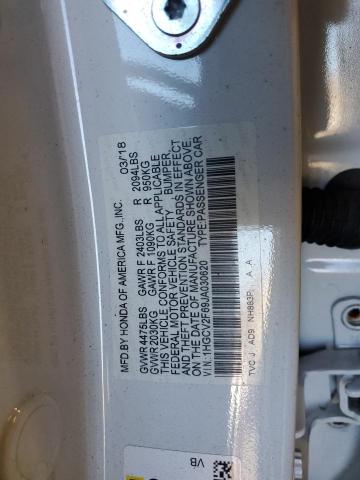 MFD BY HONDA OF AMERICA MFG.,INC. 03/'18
GVWR 4475LBS GAWR F 2403LBS R 2094LBS
GVWR 2030KG GAWR F 1090KG R 950KG
THIS VEHICLE CONFORMS TO ALL APPLICABLE
FEDERAL MOTOR VEHICLE SAFETY BUMPER,
AND THEFT PREVENTION STANDARDS IN EFFECT
ON THE DATE OF MANUFACTURE SHOWN ABOVE.
V.I.N.: 1HGCV2F69JA030620 TYPE:PASSENGER CAR
TVC J AD9 NH883P A A
VB